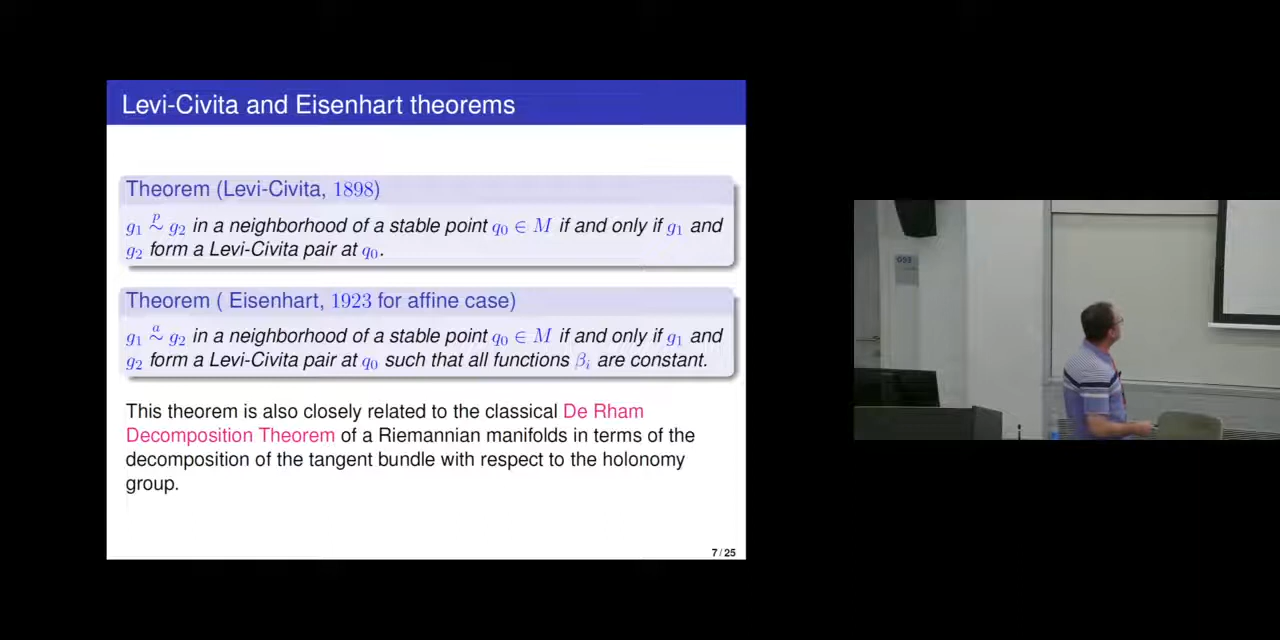 Levi-Civita and Eisenhart theorems
Theorem (Levi-Civita, 1898)
g₁ ᵖ∼ g₂ in a neighborhood of a stable point q₀ ∈ M if and only if g₁ and
g₂ form a Levi-Civita pair at q₀.
Theorem ( Eisenhart, 1923 for affine case)
g₁ ᵃ∼ g₂ in a neighborhood of a stable point q₀ ∈ M if and only if g₁ and
g₂ form a Levi-Civita pair at q₀ such that all functions βᵢ are constant.
This theorem is also closely related to the classical De Rham
Decomposition Theorem of a Riemannian manifolds in terms of the
decomposition of the tangent bundle with respect to the holonomy
group.
7 / 25